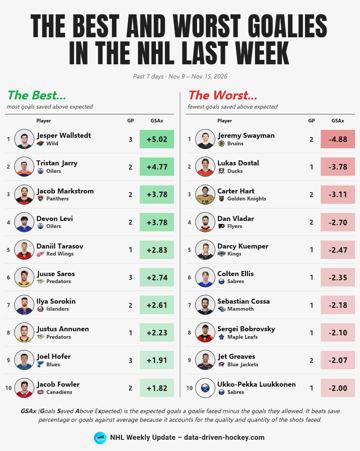 THE BEST AND WORST GOALIES
IN THE NHL LAST WEEK
Past 7 days · Nov 9 – Nov 15, 2026
The Best...
most goals saved above expected
Player GP GSAx
1 Jesper Wallstedt Wild 3 +5.02
2 Tristan Jarry Oilers 2 +4.77
3 Jacob Markstrom Panthers 2 +3.78
4 Devon Levi Oilers 2 +3.78
5 Daniil Tarasov Red Wings 1 +2.83
6 Juuse Saros Predators 3 +2.74
7 Ilya Sorokin Islanders 2 +2.61
8 Justus Annunen Predators 1 +2.23
9 Joel Hofer Blues 3 +1.91
10 Jacob Fowler Canadiens 2 +1.82
The Worst...
fewest goals saved above expected
Player GP GSAx
1 Jeremy Swayman Bruins 2 -4.88
2 Lukas Dostal Ducks 1 -3.78
3 Carter Hart Golden Knights 2 -3.11
4 Dan Vladar Flyers 2 -2.70
5 Darcy Kuemper Kings 1 -2.47
6 Colten Ellis Sabres 1 -2.35
7 Sebastian Cossa Mammoth 1 -2.18
8 Sergei Bobrovsky Maple Leafs 1 -2.10
9 Jet Greaves Blue Jackets 2 -2.07
10 Ukko-Pekka Luukkonen Sabres 1 -2.00
GSAx (Goals Saved Above Expected) is the expected goals a goalie faced minus the goals they allowed. It beats save
percentage or goals against average because it accounts for the quality and quantity of the shots faced.
NHL Weekly Update – data-driven-hockey.com